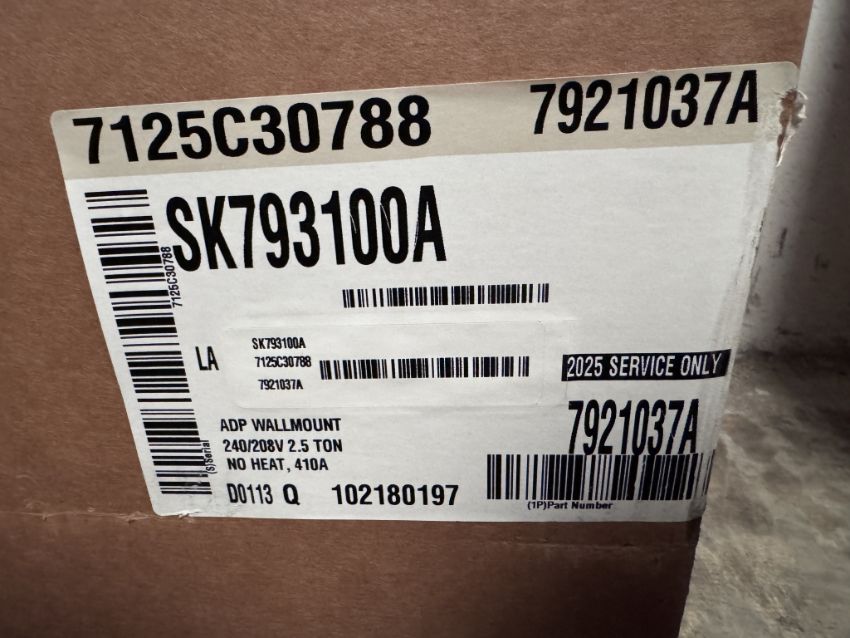 7125C30788 7921037A
SK793100A
7125C30788
LA
SK793100A
7125C30788
7921037A
2025 SERVICE ONLY
7921037A
ADP WALLMOUNT
240/208V 2.5 TON
NO HEAT, 410A
(S)Serial
D0113 Q 102180197
(1P)Part Number